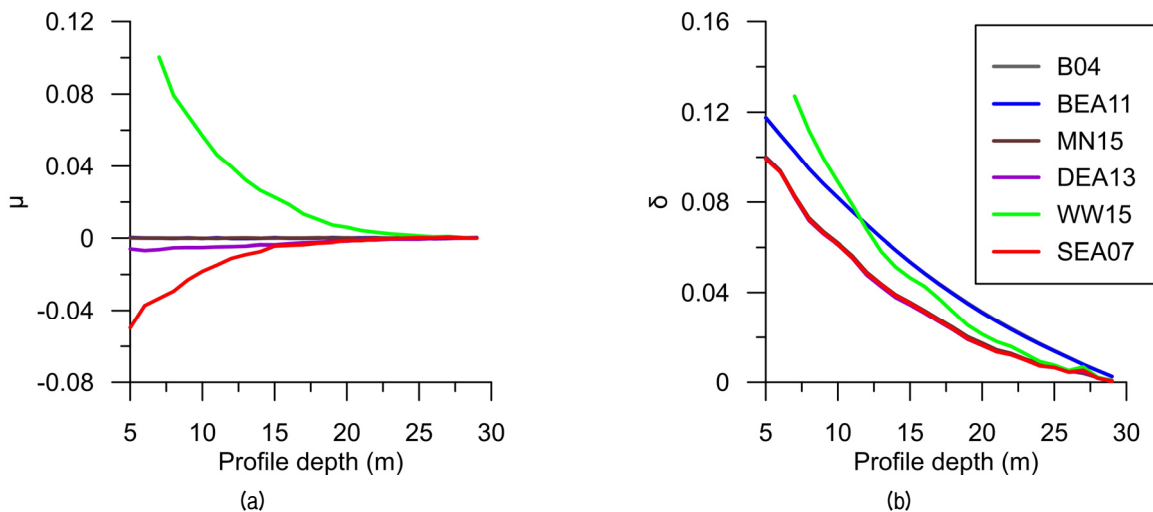 0.12
0.08
0.04
0
-0.04
-0.08
μ
5 10 15 20 25 30
Profile depth (m)
(a)
0.16
0.12
0.08
0.04
0
δ
5 10 15 20 25 30
Profile depth (m)
(b)
B04
BEA11
MN15
DEA13
WW15
SEA07